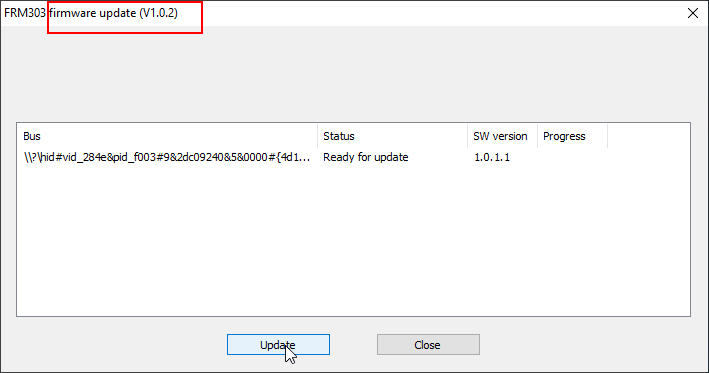 FRM303 firmware update (V1.0.2)
Bus Status SW version Progress
\\?\hid#vid_284e&pid_f003#9&2dc09240&5&0000#{4d1... Ready for update 1.0.1.1
Update Close